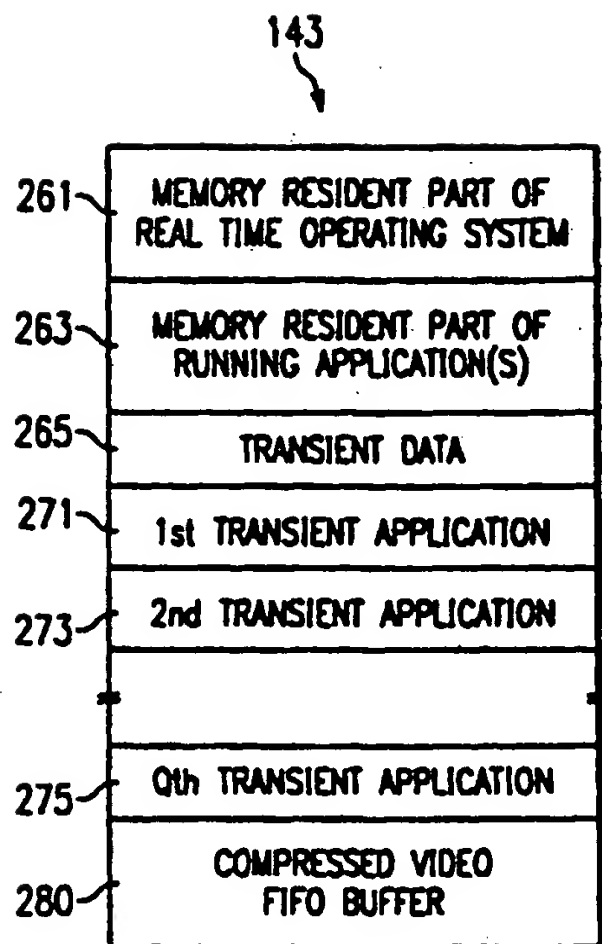 143
261
MEMORY RESIDENT PART OF
REAL TIME OPERATING SYSTEM
263
MEMORY RESIDENT PART OF
RUNNING APPLICATION(S)
265
TRANSIENT DATA
271
1st TRANSIENT APPLICATION
273
2nd TRANSIENT APPLICATION
275
Qth TRANSIENT APPLICATION
280
COMPRESSED VIDEO
FIFO BUFFER